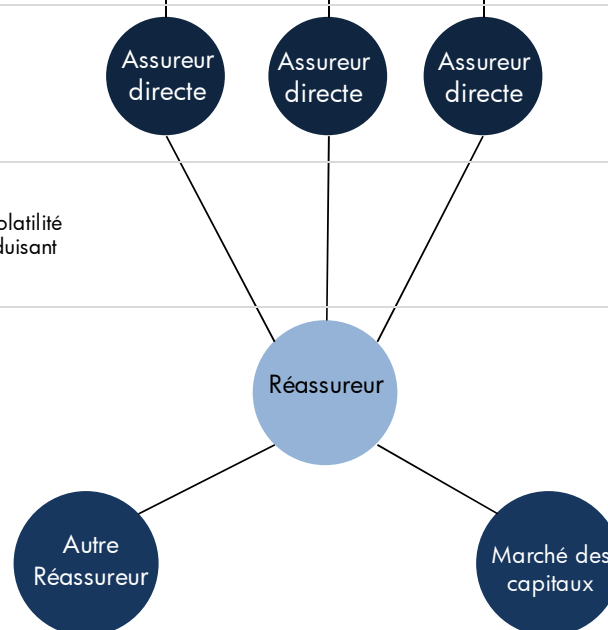 Assureur
directe
Assureur
directe
Assureur
directe
olatilité
duisant
Réassureur
Autre
Réassureur
Marché des
capitaux